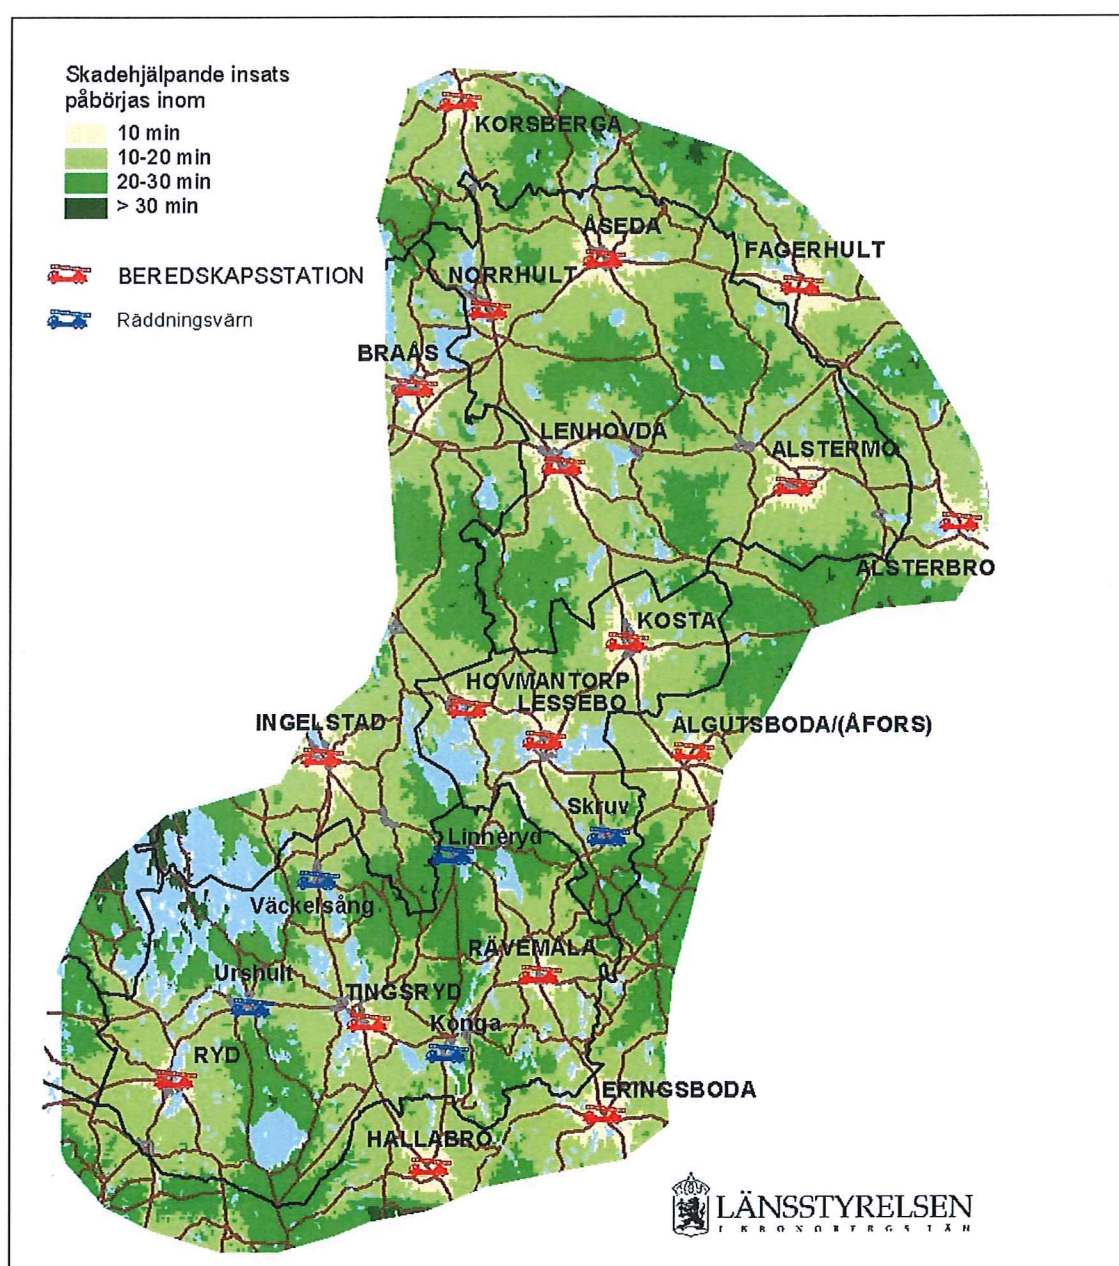 Skadehjälpande insats
påbörjas inom
10 min
10-20 min
20-30 min
> 30 min
BEREDSKAPSSTATION
Räddningsvärn
KORSBERGA
ÅSEDA
FAGERHULT
NORRHULT
BRAÅS
LENHOVDA
ALSTERMO
ALSTERBRO
KOSTA
HOVMANTORP
LESSEBO
INGELSTAD
ALGUTSBODA/(ÅFORS)
Skruv
Linneryd
Väckelsång
RÄVEMÅLA
Urshult
TINGSRYD
Konga
RYD
ERINGSBODA
HALLABRO
LÄNSSTYRELSEN
I KRONOBERGS LÄN